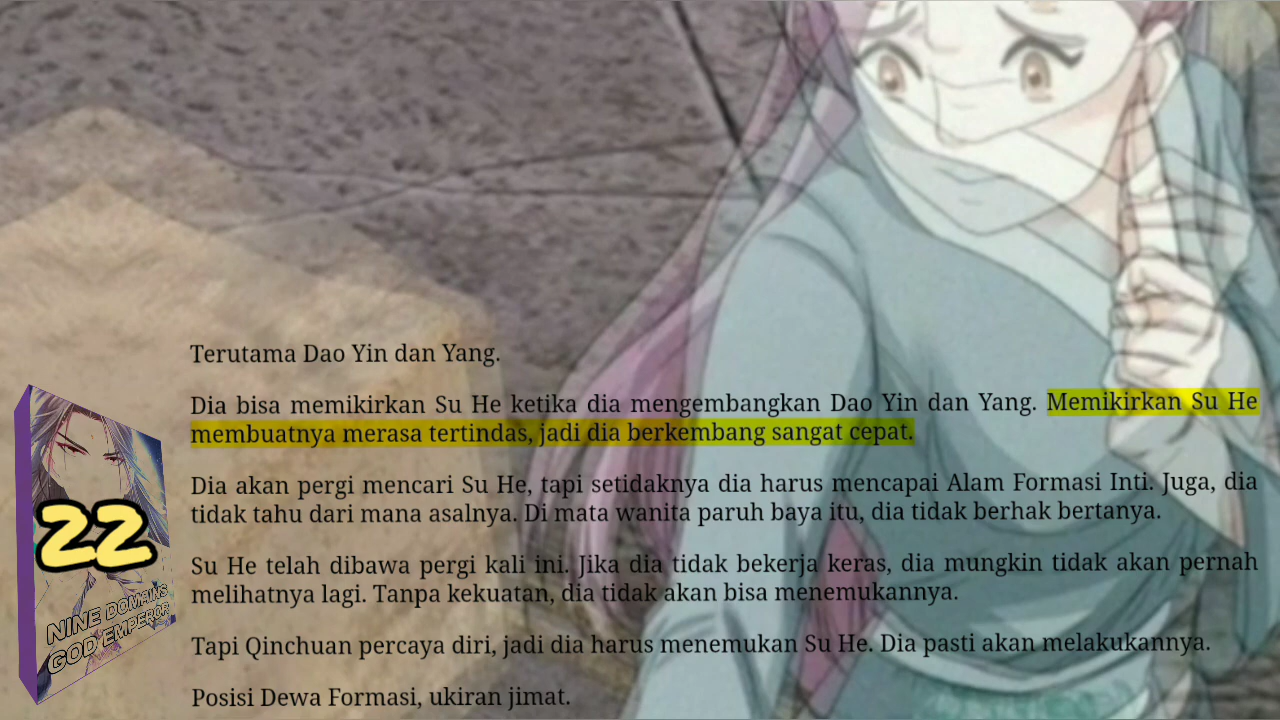 Terutama Dao Yin dan Yang.
Dia bisa memikirkan Su He ketika dia mengembangkan Dao Yin dan Yang. Memikirkan Su He
membuatnya merasa tertindas, jadi dia berkembang sangat cepat.
Dia akan pergi mencari Su He, tapi setidaknya dia harus mencapai Alam Formasi Inti. Juga, dia
tidak tahu dari mana asalnya. Di mata wanita paruh baya itu, dia tidak berhak bertanya.
Su He telah dibawa pergi kali ini. Jika dia tidak bekerja keras, dia mungkin tidak akan pernah
melihatnya lagi. Tanpa kekuatan, dia tidak akan bisa menemukannya.
Tapi Qinchuan percaya diri, jadi dia harus menemukan Su He. Dia pasti akan melakukannya.
Posisi Dewa Formasi, ukiran jimat.
22
NINE DOMAINS
GOD EMPEROR